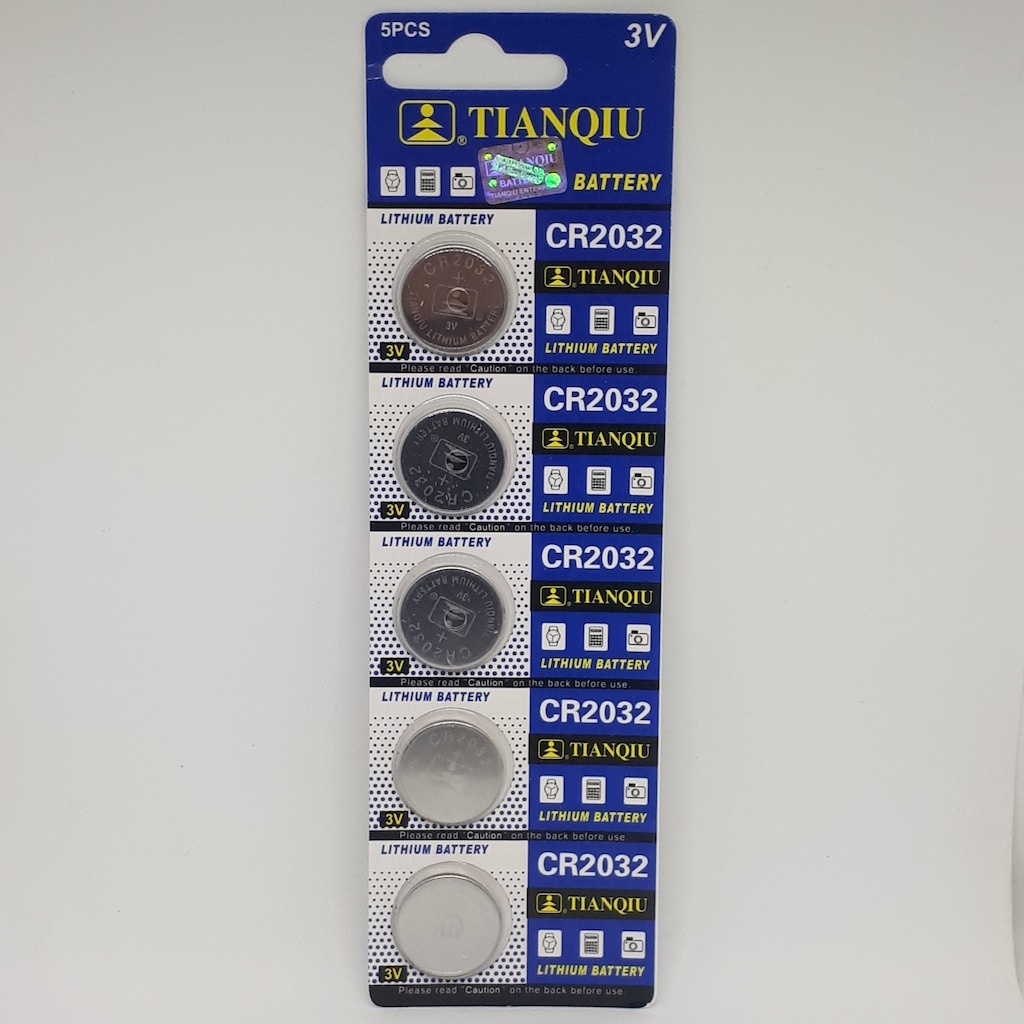 5PCS
3V
® TIANQIU
BATTERY
LITHIUM BATTERY
CR2032
CR2032
+
3V
®
TIANQIU LITHIUM BATTERY
TIANQIU
3V
LITHIUM BATTERY
Please read "Caution" on the back before use.
LITHIUM BATTERY
CR2032
TIANQIU LITHIUM BATTERY
3V
®
+
CR2032
TIANQIU
3V
LITHIUM BATTERY
Please read "Caution" on the back before use.
LITHIUM BATTERY
CR2032
TIANQIU LITHIUM BATTERY
3V
®
+
CR2032
TIANQIU
3V
LITHIUM BATTERY
Please read "Caution" on the back before use.
LITHIUM BATTERY
CR2032
TIANQIU
3V
LITHIUM BATTERY
Please read "Caution" on the back before use.
LITHIUM BATTERY
CR2032
TIANQIU
3V
LITHIUM BATTERY
Please read "Caution" on the back before use.